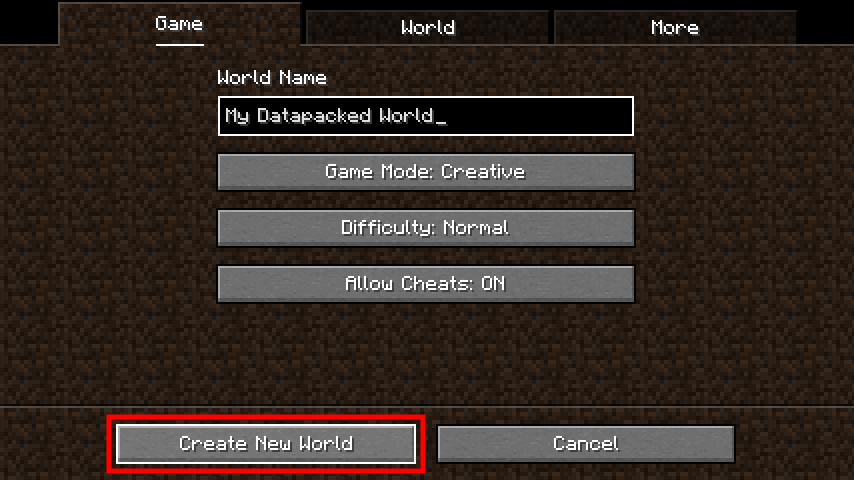 Game World More
World Name
My Datapacked World_
Game Mode: Creative
Difficulty: Normal
Allow Cheats: ON
Create New World Cancel